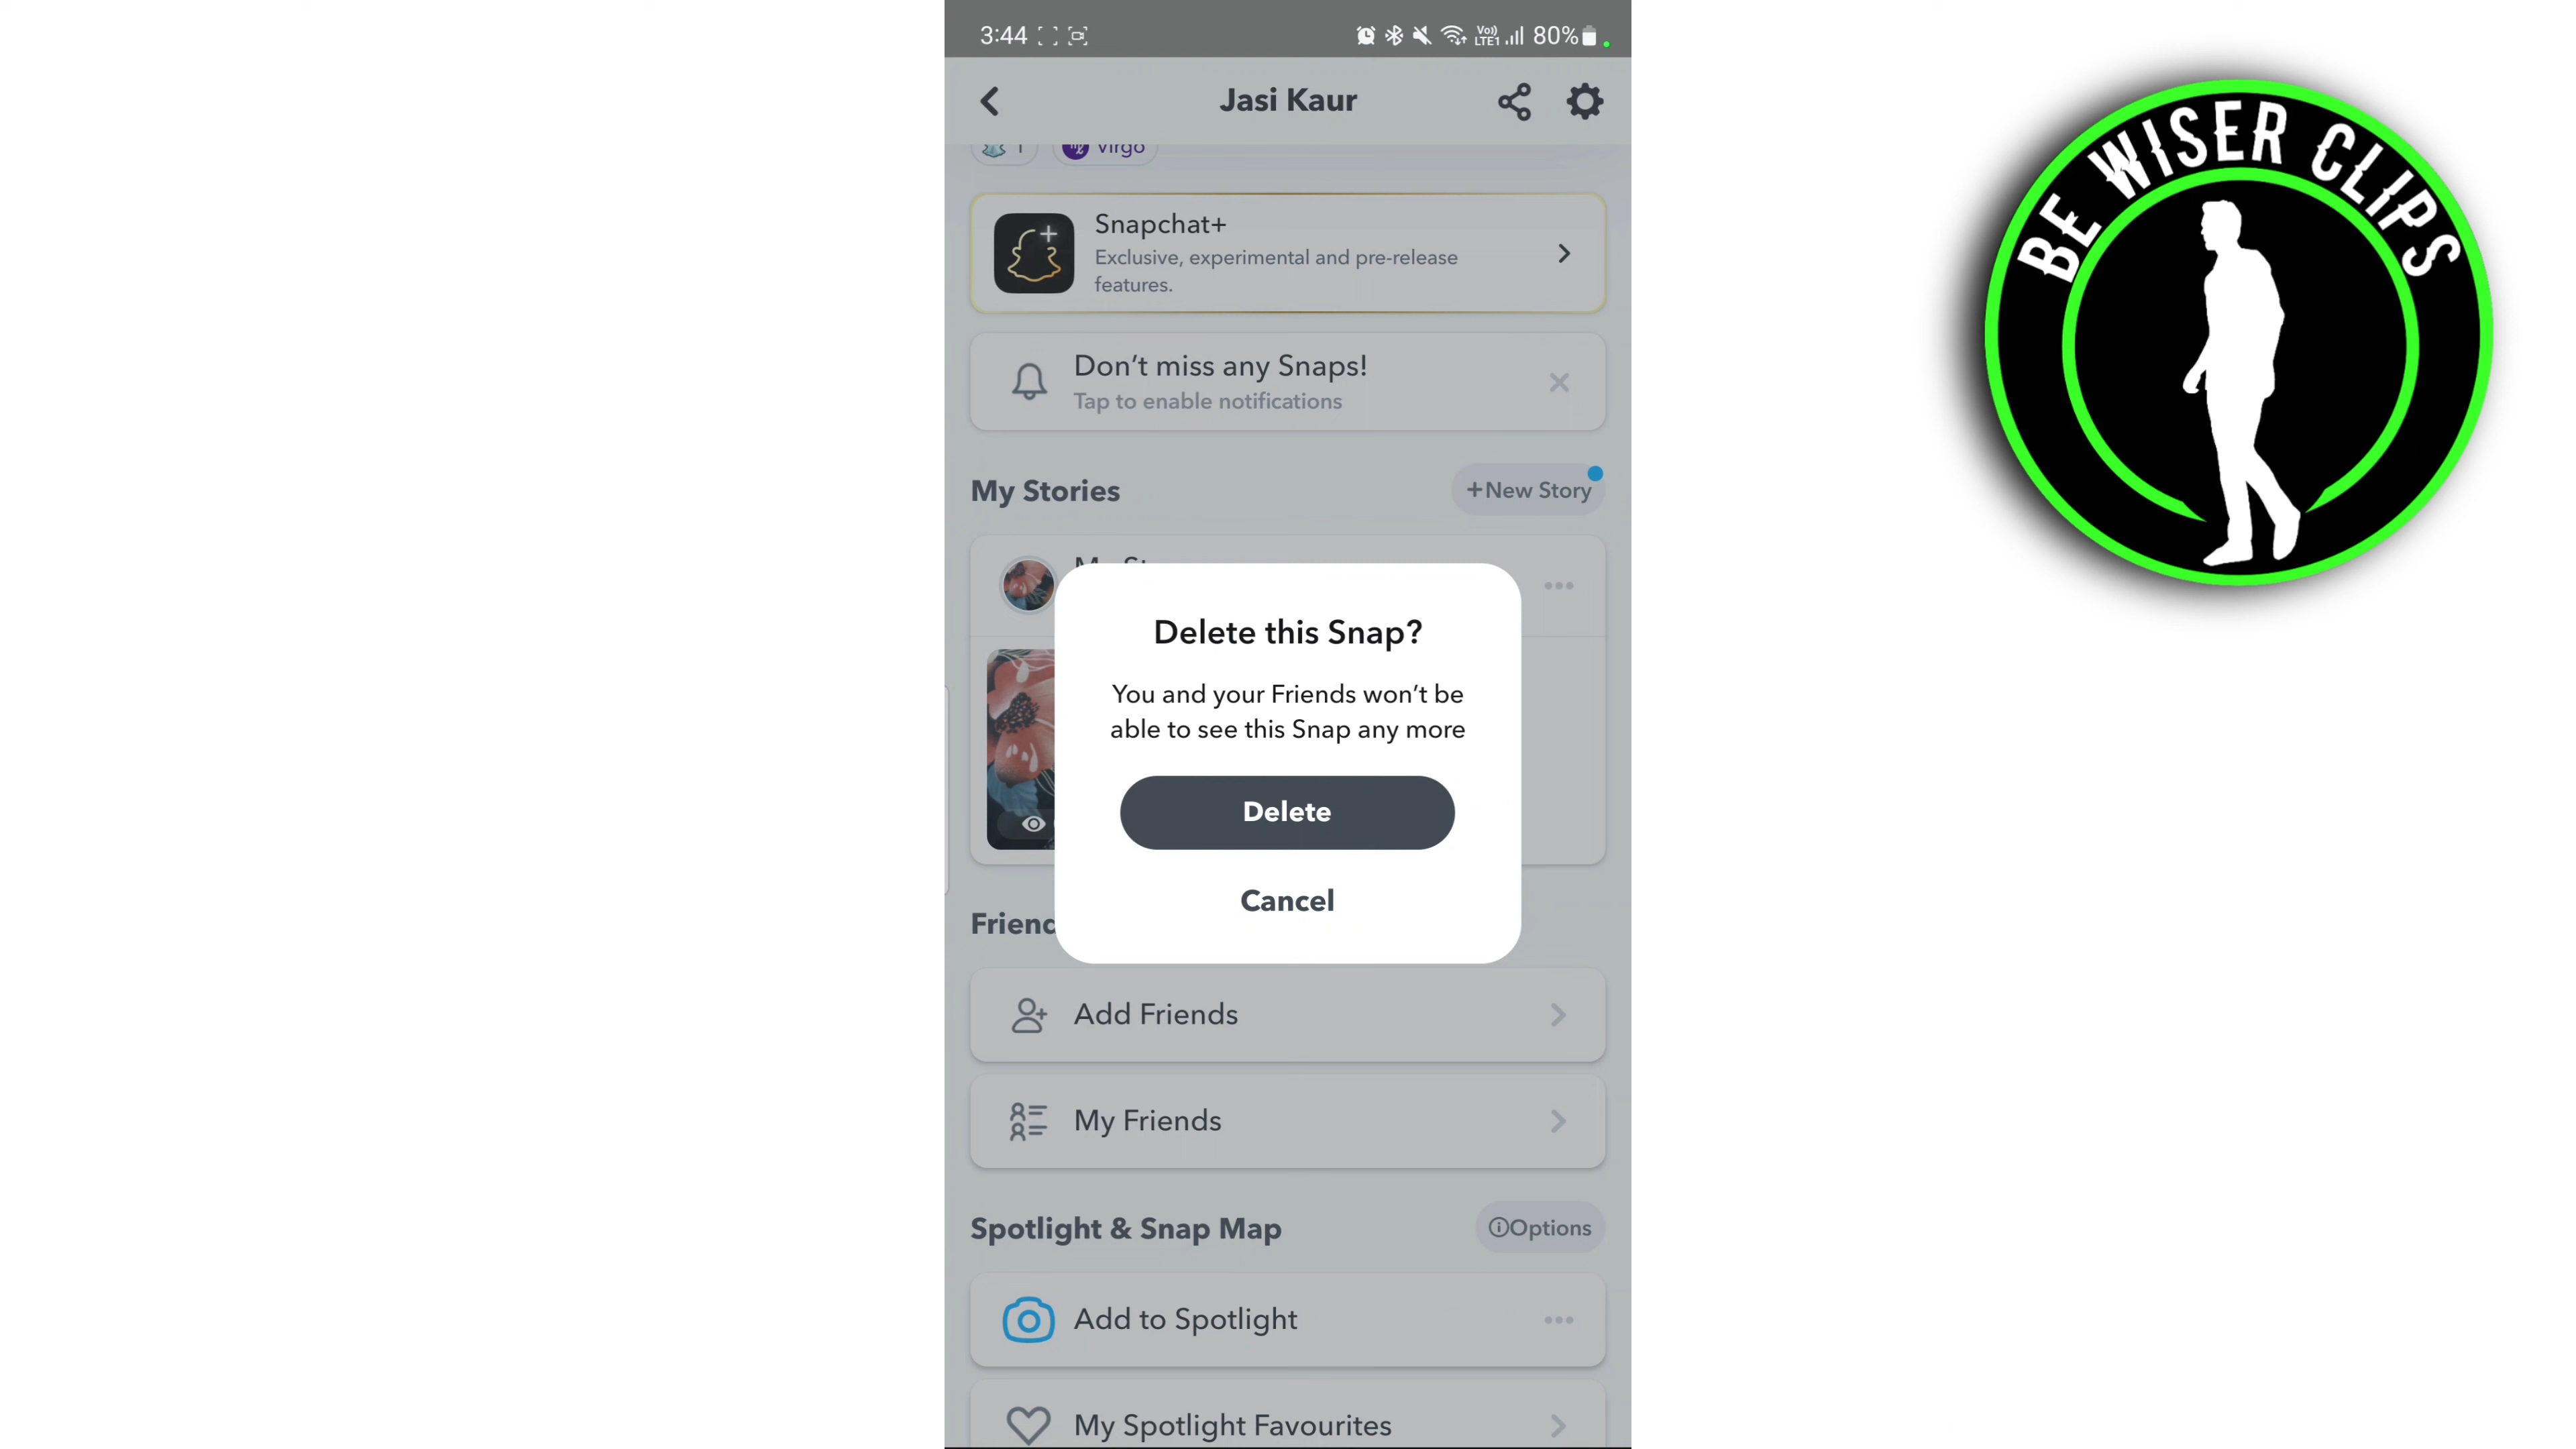 3:44
Vo))
LTE1
80%
Jasi Kaur
1
Virgo
Snapchat+
Exclusive, experimental and pre-release
features.
Don't miss any Snaps!
Tap to enable notifications
My Stories
+New Story
Delete this Snap?
You and your Friends won't be
able to see this Snap any more
Delete
Cancel
Add Friends
My Friends
Spotlight & Snap Map
Options
Add to Spotlight
My Spotlight Favourites
BE WISER CLIPS